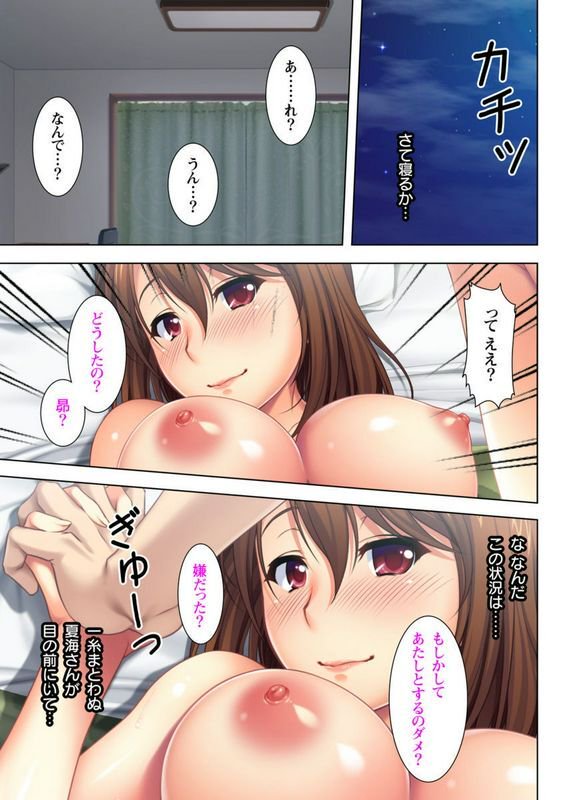 カチッ
さて寝るか…
あ……れ？
うん…？
なんで…？
って ええ？
どうしたの？
昴？
な なんだ
この状況は……
もしかして
あたしとするのダメ？
嫌だった？
ぎゅーっ
一糸まとわぬ
夏海さんが
目の前にいて…